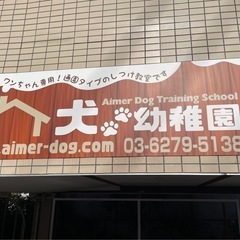 ワンちゃん専用!通園タイプのしつけ教室です
Aimer Dog Training School
犬 幼稚園
aimer-dog.com 03-6279-5138